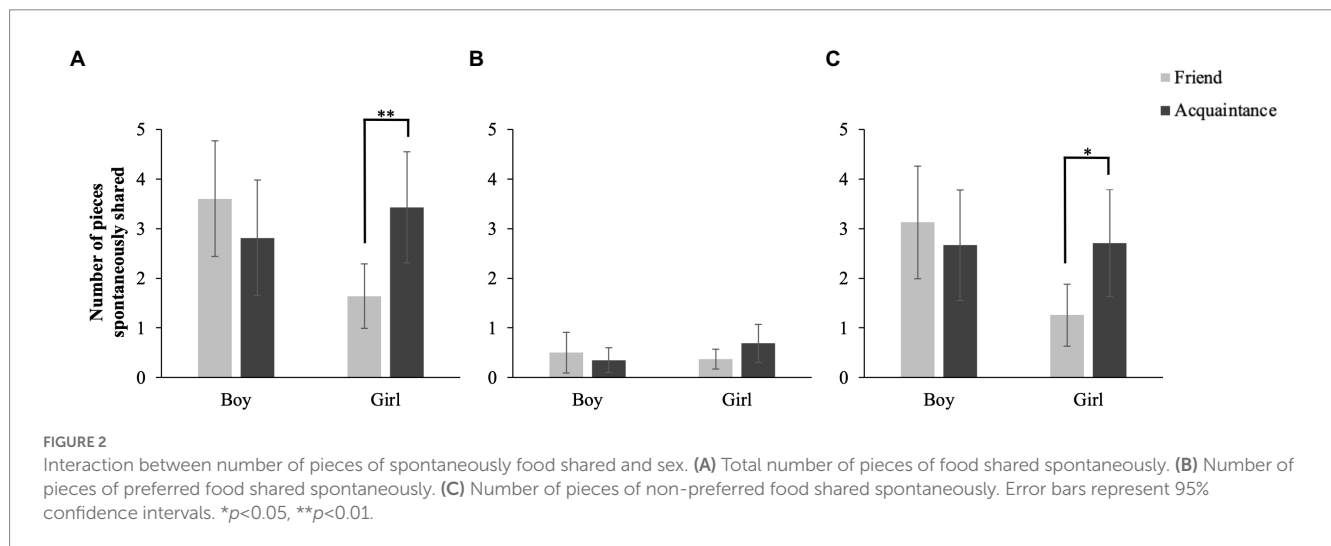 A
B
C
Friend
Acquaintance
Number of pieces
spontaneously shared
5
4
3
2
1
0
**
Boy
Girl
5
4
3
2
1
0
Boy
Girl
5
4
3
2
1
0
*
Boy
Girl
FIGURE 2
Interaction between number of pieces of spontaneously food shared and sex. (A) Total number of pieces of food shared spontaneously. (B) Number of
pieces of preferred food shared spontaneously. (C) Number of pieces of non-preferred food shared spontaneously. Error bars represent 95%
confidence intervals. *p<0.05, **p<0.01.